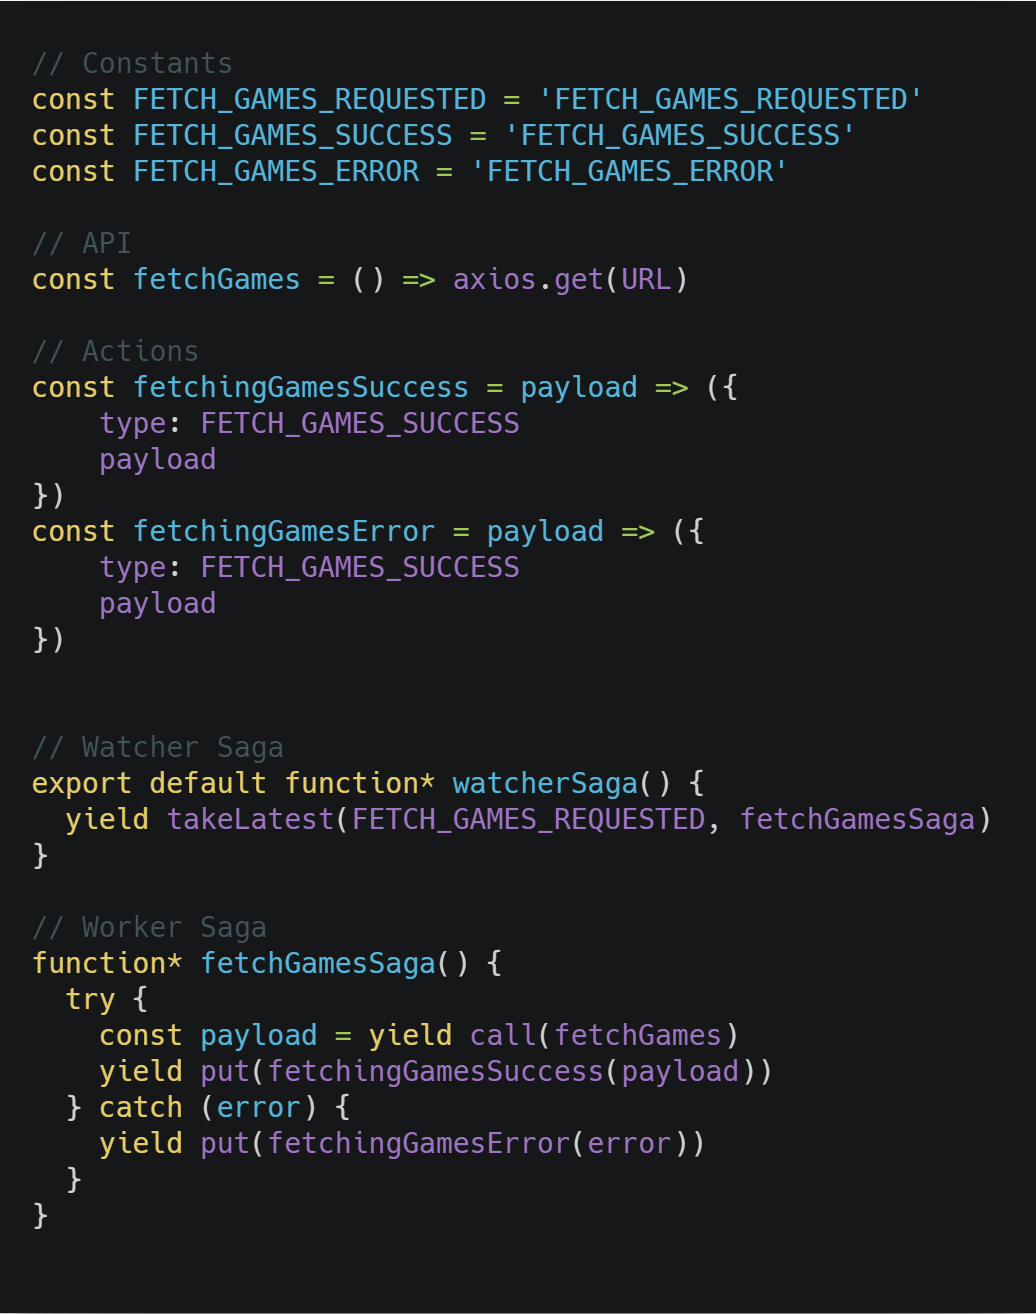 // Constants
const FETCH_GAMES_REQUESTED = 'FETCH_GAMES_REQUESTED'
const FETCH_GAMES_SUCCESS = 'FETCH_GAMES_SUCCESS'
const FETCH_GAMES_ERROR = 'FETCH_GAMES_ERROR'

// API
const fetchGames = () => axios.get(URL)

// Actions
const fetchingGamesSuccess = payload => ({
    type: FETCH_GAMES_SUCCESS
    payload
})
const fetchingGamesError = payload => ({
    type: FETCH_GAMES_SUCCESS
    payload
})


// Watcher Saga
export default function* watcherSaga() {
  yield takeLatest(FETCH_GAMES_REQUESTED, fetchGamesSaga)
}

// Worker Saga
function* fetchGamesSaga() {
  try {
    const payload = yield call(fetchGames)
    yield put(fetchingGamesSuccess(payload))
  } catch (error) {
    yield put(fetchingGamesError(error))
  }
}